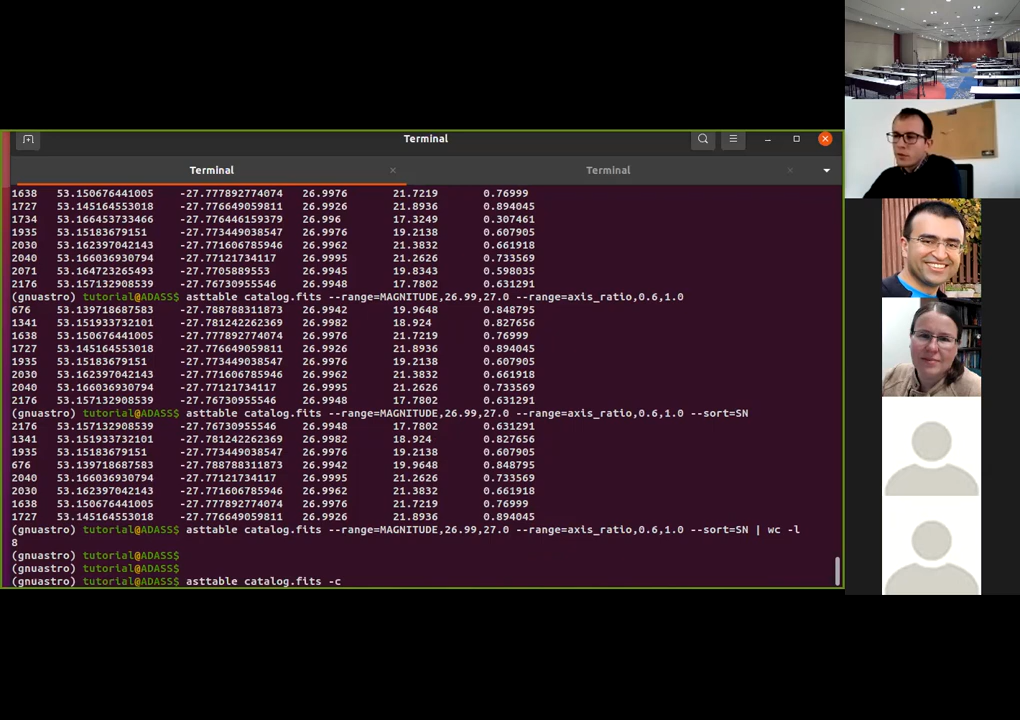 Terminal
Terminal
Terminal
1638 53.150676441005 -27.777892774074 26.9976 21.7219 0.76999
1727 53.145164553018 -27.776649059811 26.9926 21.8936 0.894045
1734 53.166453733466 -27.776446159379 26.996 17.3249 0.307461
1935 53.15183679151 -27.773449038547 26.9976 19.2138 0.607905
2030 53.162397042143 -27.771606785946 26.9962 21.3832 0.661918
2040 53.166036930794 -27.77121734117 26.9995 21.2626 0.733569
2071 53.164723265493 -27.7705889553 26.9945 19.8343 0.598035
2176 53.157132908539 -27.76730955546 26.9948 17.7802 0.631291
(gnuastro) tutorial@ADASS$ asttable catalog.fits --range=MAGNITUDE,26.99,27.0 --range=axis_ratio,0.6,1.0
676 53.139718687583 -27.788788311873 26.9942 19.9648 0.848795
1341 53.151933732101 -27.781242262369 26.9982 18.924 0.827656
1638 53.150676441005 -27.777892774074 26.9976 21.7219 0.76999
1727 53.145164553018 -27.776649059811 26.9926 21.8936 0.894045
1935 53.15183679151 -27.773449038547 26.9976 19.2138 0.607905
2030 53.162397042143 -27.771606785946 26.9962 21.3832 0.661918
2040 53.166036930794 -27.77121734117 26.9995 21.2626 0.733569
2176 53.157132908539 -27.76730955546 26.9948 17.7802 0.631291
(gnuastro) tutorial@ADASS$ asttable catalog.fits --range=MAGNITUDE,26.99,27.0 --range=axis_ratio,0.6,1.0 --sort=SN
2176 53.157132908539 -27.76730955546 26.9948 17.7802 0.631291
1341 53.151933732101 -27.781242262369 26.9982 18.924 0.827656
1935 53.15183679151 -27.773449038547 26.9976 19.2138 0.607905
676 53.139718687583 -27.788788311873 26.9942 19.9648 0.848795
2040 53.166036930794 -27.77121734117 26.9995 21.2626 0.733569
2030 53.162397042143 -27.771606785946 26.9962 21.3832 0.661918
1638 53.150676441005 -27.777892774074 26.9976 21.7219 0.76999
1727 53.145164553018 -27.776649059811 26.9926 21.8936 0.894045
(gnuastro) tutorial@ADASS$ asttable catalog.fits --range=MAGNITUDE,26.99,27.0 --range=axis_ratio,0.6,1.0 --sort=SN | wc -l
8
(gnuastro) tutorial@ADASS$
(gnuastro) tutorial@ADASS$
(gnuastro) tutorial@ADASS$ asttable catalog.fits -c